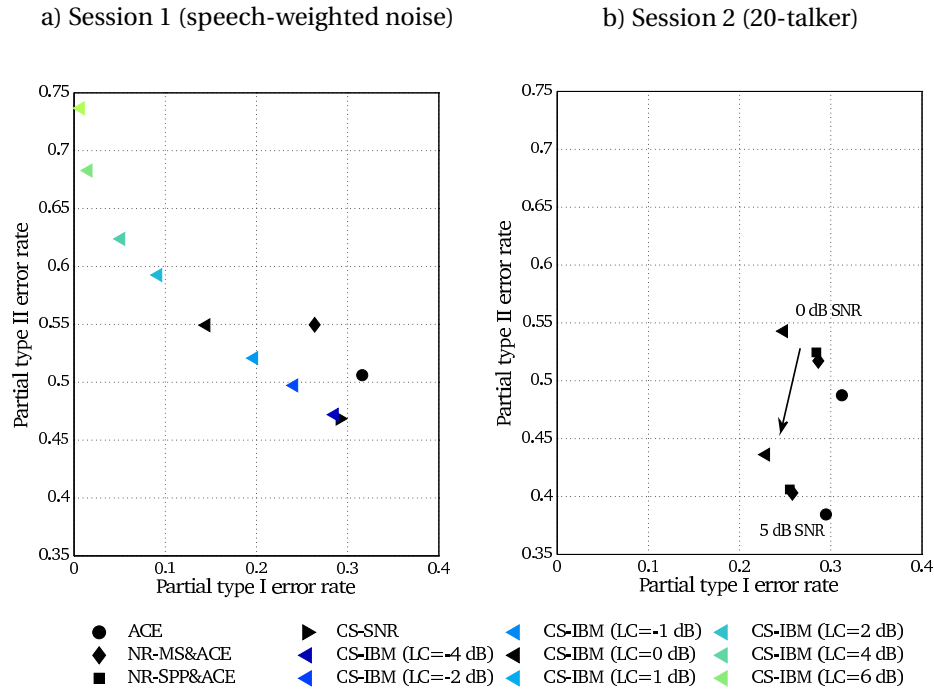 a) Session 1 (speech-weighted noise)
b) Session 2 (20-talker)
0.75
0.7
0.65
0.6
0.55
0.5
0.45
0.4
0.35
0
0.1
0.2
0.3
0.4
Partial type II error rate
Partial type I error rate
0.75
0.7
0.65
0.6
0.55
0.5
0.45
0.4
0.35
0
0.1
0.2
0.3
0.4
Partial type II error rate
Partial type I error rate
0 dB SNR
5 dB SNR
ACE
NR-MS&ACE
NR-SPP&ACE
CS-SNR
CS-IBM (LC=-4 dB)
CS-IBM (LC=-2 dB)
CS-IBM (LC=-1 dB)
CS-IBM (LC=0 dB)
CS-IBM (LC=1 dB)
CS-IBM (LC=2 dB)
CS-IBM (LC=4 dB)
CS-IBM (LC=6 dB)